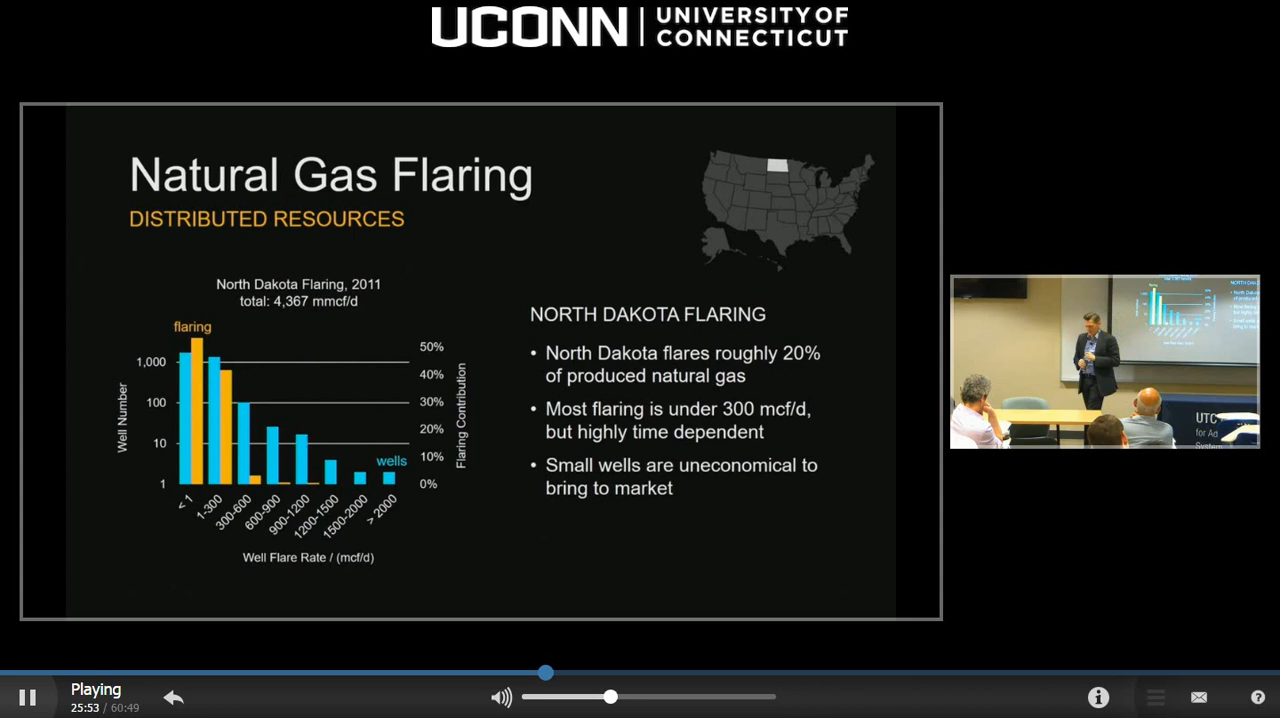 UCONN
UNIVERSITY OF
CONNECTICUT
Natural Gas Flaring
DISTRIBUTED RESOURCES
North Dakota Flaring, 2011
total: 4,367 mmcf/d
flaring
1,000
100
10
1
Well Number
50%
40%
30%
20%
10%
0%
Flaring Contribution
wells
< 1
1-300
300-600
600-900
900-1200
1200-1500
1500-2000
> 2000
Well Flare Rate / (mcf/d)
NORTH DAKOTA FLARING
• North Dakota flares roughly 20%
of produced natural gas
• Most flaring is under 300 mcf/d,
but highly time dependent
• Small wells are uneconomical to
bring to market
UTC
for Ad
System
Playing
25:53 / 60:49